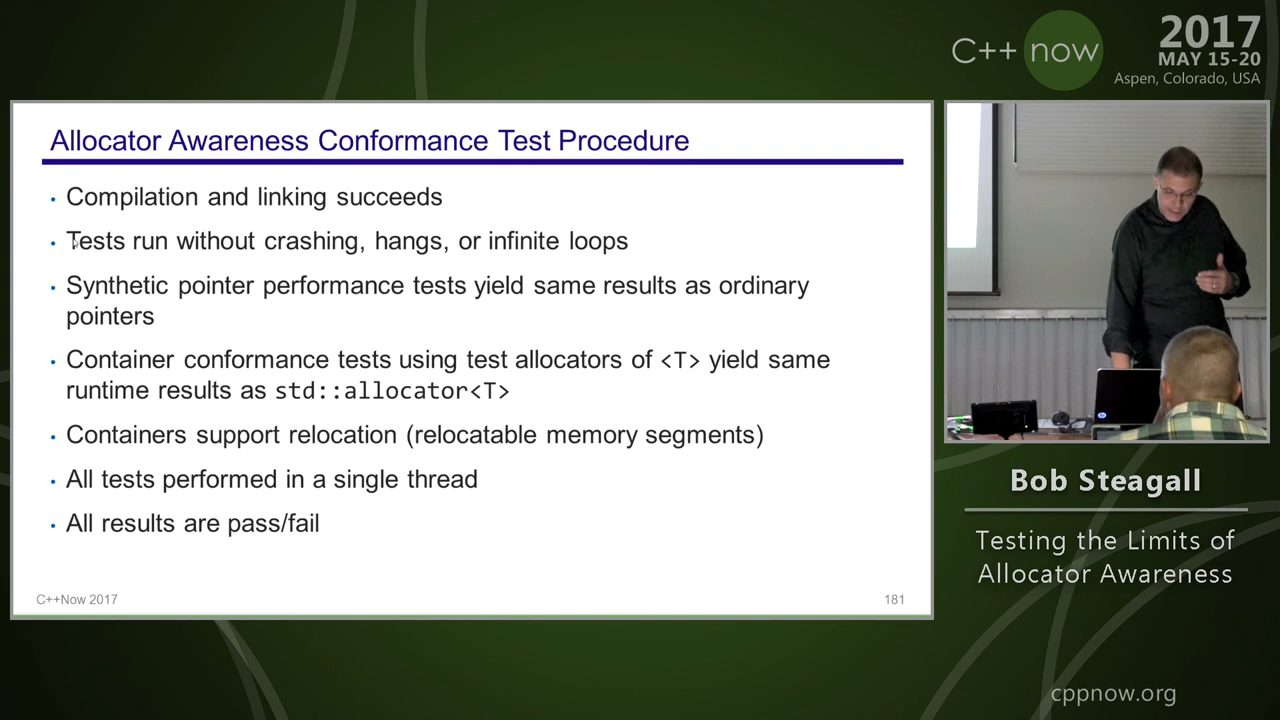 C++ now
2017
MAY 15-20
Aspen, Colorado, USA
Allocator Awareness Conformance Test Procedure
• Compilation and linking succeeds
• Tests run without crashing, hangs, or infinite loops
• Synthetic pointer performance tests yield same results as ordinary
pointers
• Container conformance tests using test allocators of <T> yield same
runtime results as std::allocator<T>
• Containers support relocation (relocatable memory segments)
• All tests performed in a single thread
• All results are pass/fail
C++Now 2017
181
Bob Steagall
Testing the Limits of
Allocator Awareness
cppnow.org